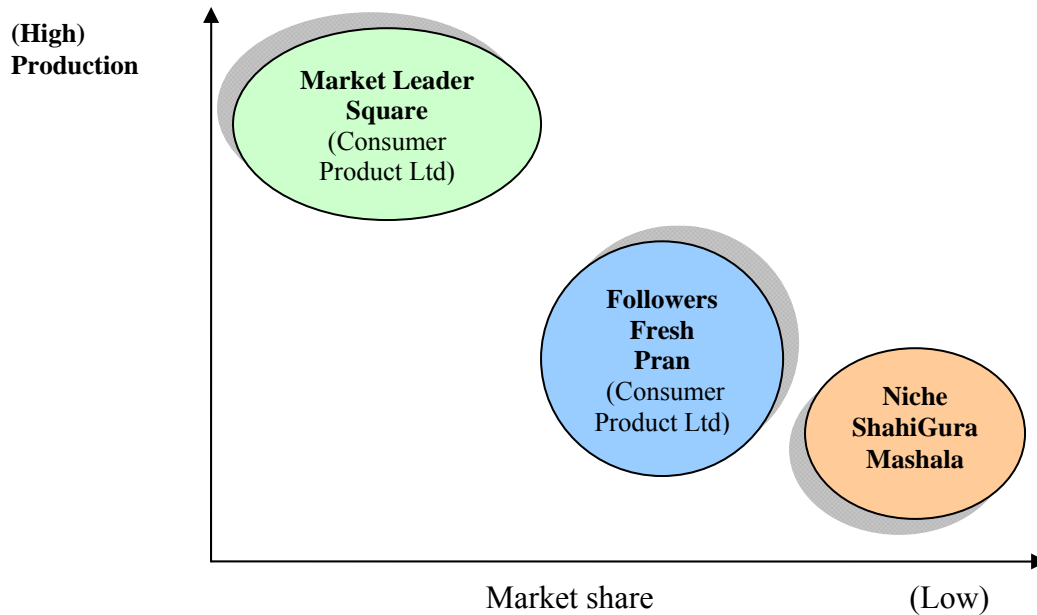 (High)
Production
Market Leader
Square
(Consumer
Product Ltd)
Followers
Fresh
Pran
(Consumer
Product Ltd)
Niche
ShahiGura
Mashala
Market share (Low)